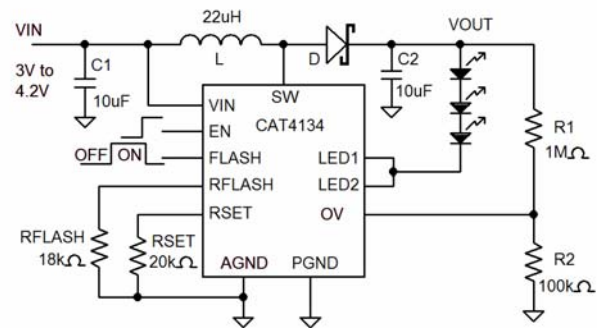 22uH
VIN
VOUT
L
D
3V to
4.2V
C1
10uF
C2
10uF
SW
VIN
CAT4134
EN
OFF ON
FLASH
LED1
RFLASH
LED2
RSET
OV
R1
1MΩ
RFLASH
18kΩ
RSET
20kΩ
AGND
PGND
R2
100kΩ